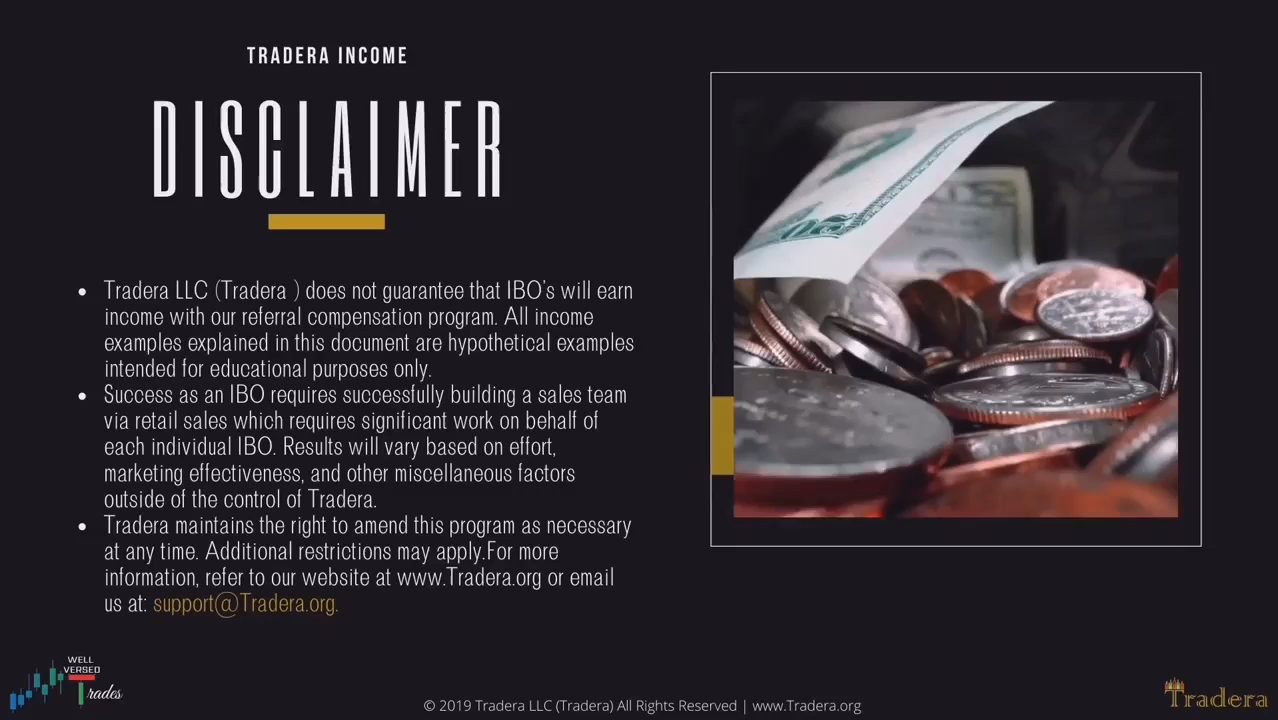 TRADERA INCOME
DISCLAIMER
Tradera LLC (Tradera ) does not guarantee that IBO's will earn
income with our referral compensation program. All income
examples explained in this document are hypothetical examples
intended for educational purposes only.
Success as an IBO requires successfully building a sales team
via retail sales which requires significant work on behalf of
each individual IBO. Results will vary based on effort,
marketing effectiveness, and other miscellaneous factors
outside of the control of Tradera.
Tradera maintains the right to amend this program as necessary
at any time. Additional restrictions may apply.For more
information, refer to our website at www.Tradera.org or email
us at: support@Tradera.org.
WELL
VERSED
Trades
© 2019 Tradera LLC (Tradera) All Rights Reserved | www.Tradera.org
Tradera